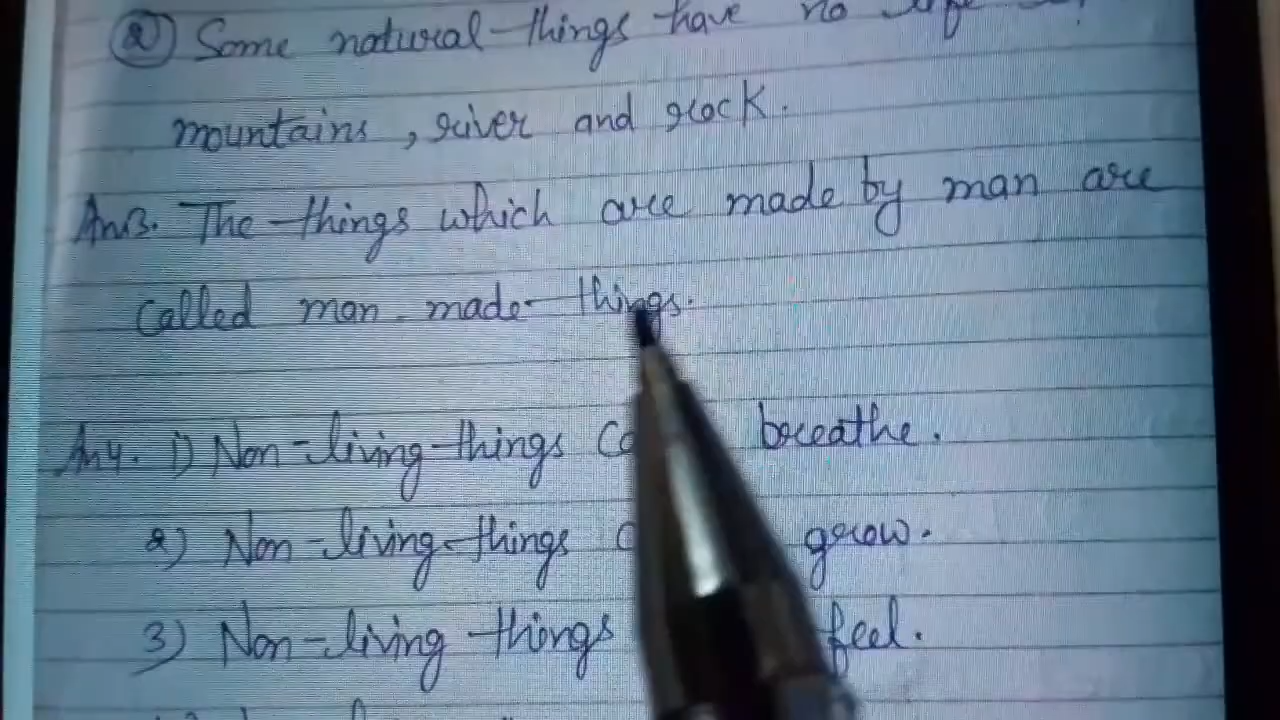 ② Some natural things have no life
mountains, river and rock.
Ans3. The things which are made by man are
called man-made things.
Ans4. 1) Non-living things breathe.
2) Non-living things grow.
3) Non-living things feel.